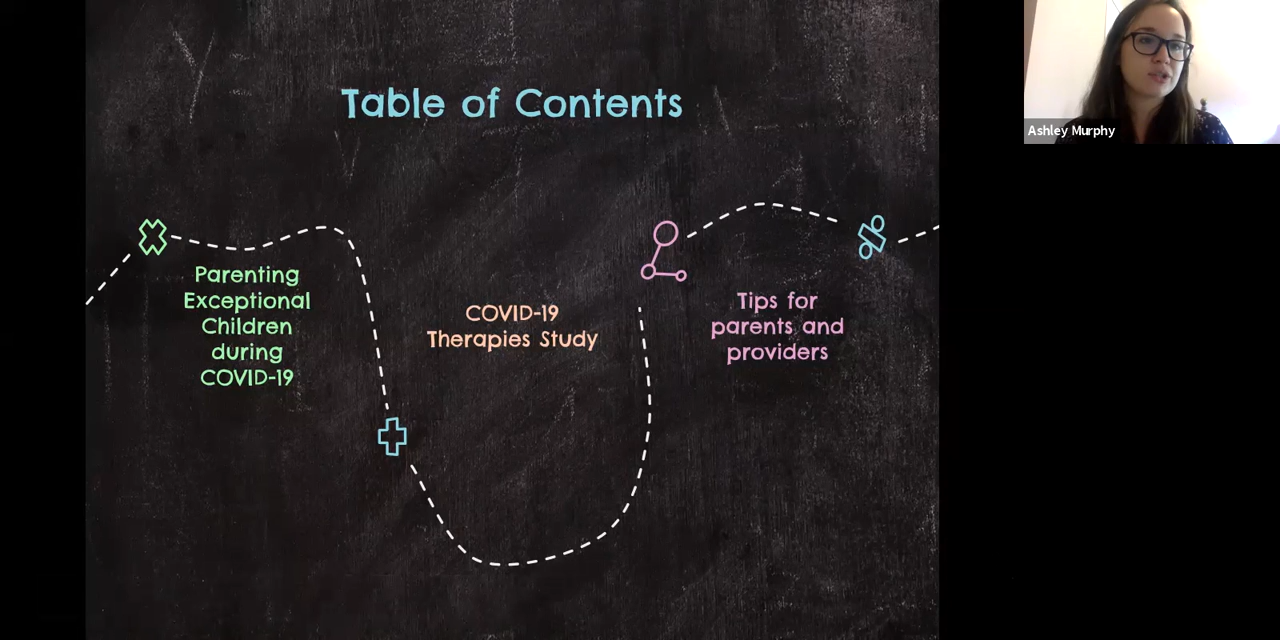 Table of Contents
Parenting
Exceptional
Children
during
COVID-19
COVID-19
Therapies Study
Tips for
parents and
providers
Ashley Murphy